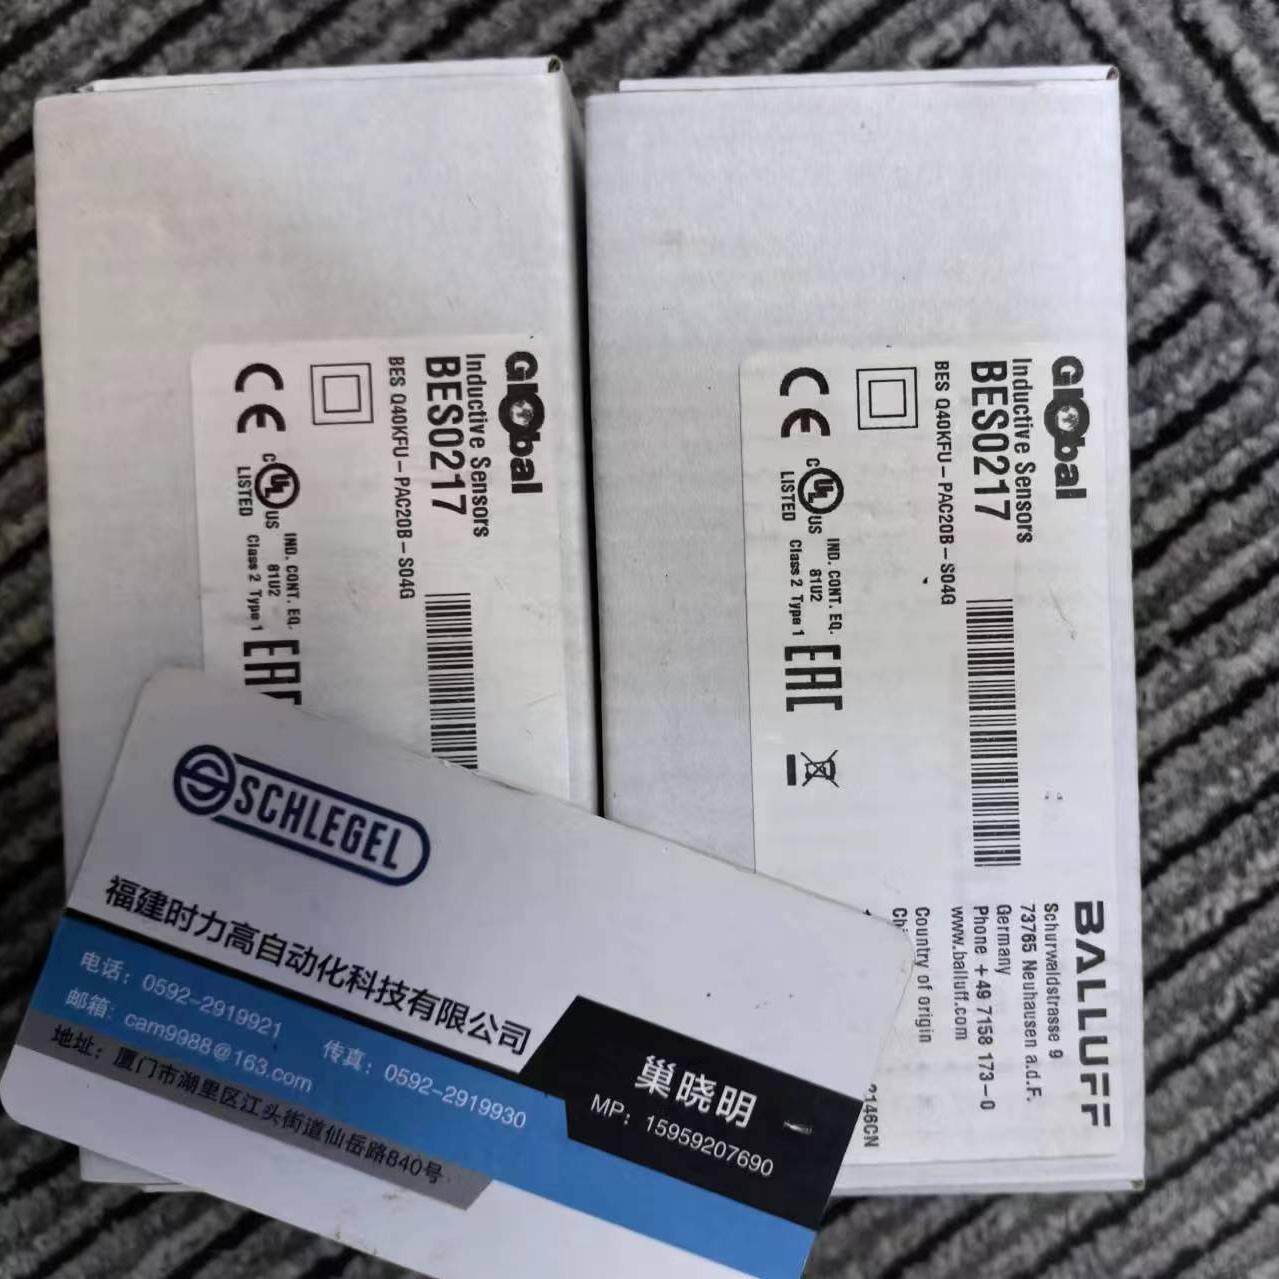 Global
Inductive Sensors
BES0217
BES Q40KFU-PAC20B-S04G
CE
c UL US
LISTED
IND. CONT. EQ.
81U2
Class 2 Type 1
EAC
Global
Inductive Sensors
BES0217
BES Q40KFU-PAC20B-S04G
CE
c UL US
LISTED
IND. CONT. EQ.
81U2
Class 2 Type 1
EAC
BALLUFF
Schurwaldstrasse 9
73765 Neuhausen a.d.F.
Germany
Phone +49 7158 173-0
www.balluff.com
Country of origin
2146CN
S SCHLEGEL
福建时力高自动化科技有限公司
电话：0592-2919921
传真：0592-2919930
邮箱：cam9988@163.com
地址：厦门市湖里区江头街道仙岳路840号
巢晓明
MP：15959207690